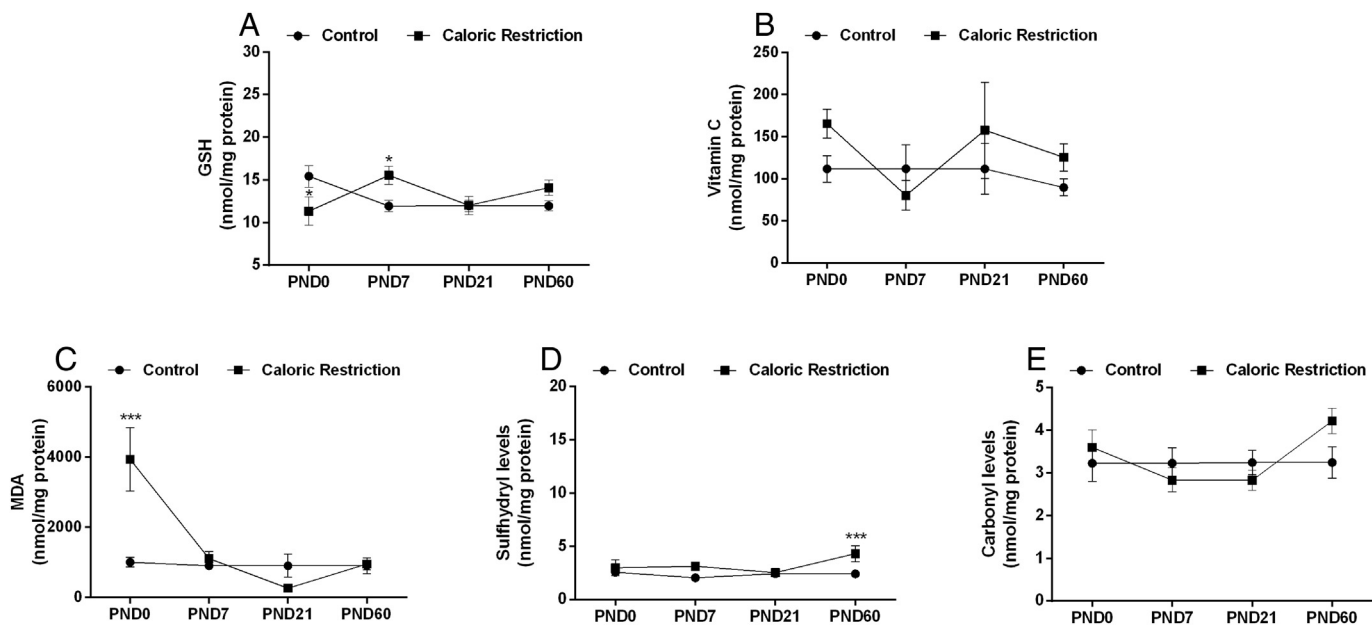 A
Control
Caloric Restriction
GSH
(nmol/mg protein)
30
25
20
15
10
5
*
*
PND0
PND7
PND21
PND60
B
Control
Caloric Restriction
Vitamin C
(nmol/mg protein)
250
200
150
100
50
0
PND0
PND7
PND21
PND60
C
Control
Caloric Restriction
MDA
(nmol/mg protein)
6000
4000
2000
0
***
PND0
PND7
PND21
PND60
D
Control
Caloric Restriction
Sulfhydryl levels
(nmol/mg protein)
20
15
10
5
0
***
PND0
PND7
PND21
PND60
E
Control
Caloric Restriction
Carbonyl levels
(nmol/mg protein)
5
4
3
2
1
0
PND0
PND7
PND21
PND60